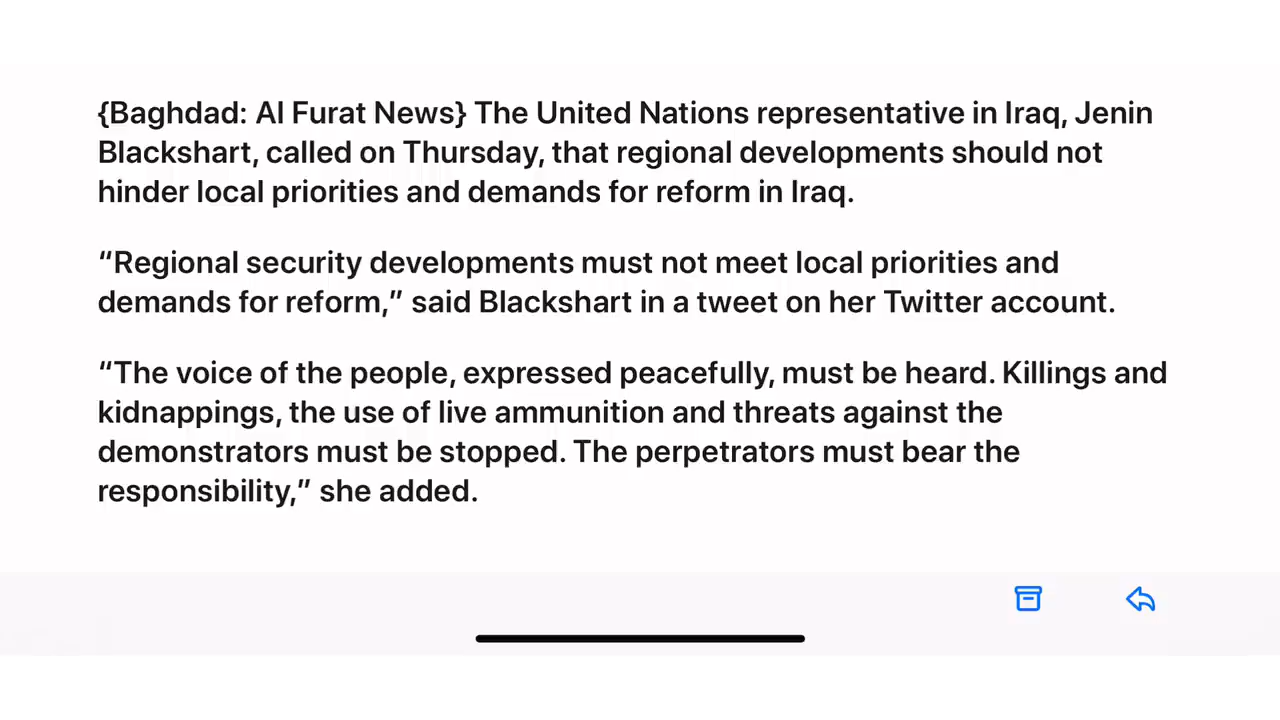 {Baghdad: Al Furat News} The United Nations representative in Iraq, Jenin
Blackshart, called on Thursday, that regional developments should not
hinder local priorities and demands for reform in Iraq.
“Regional security developments must not meet local priorities and
demands for reform,” said Blackshart in a tweet on her Twitter account.
“The voice of the people, expressed peacefully, must be heard. Killings and
kidnappings, the use of live ammunition and threats against the
demonstrators must be stopped. The perpetrators must bear the
responsibility,” she added.